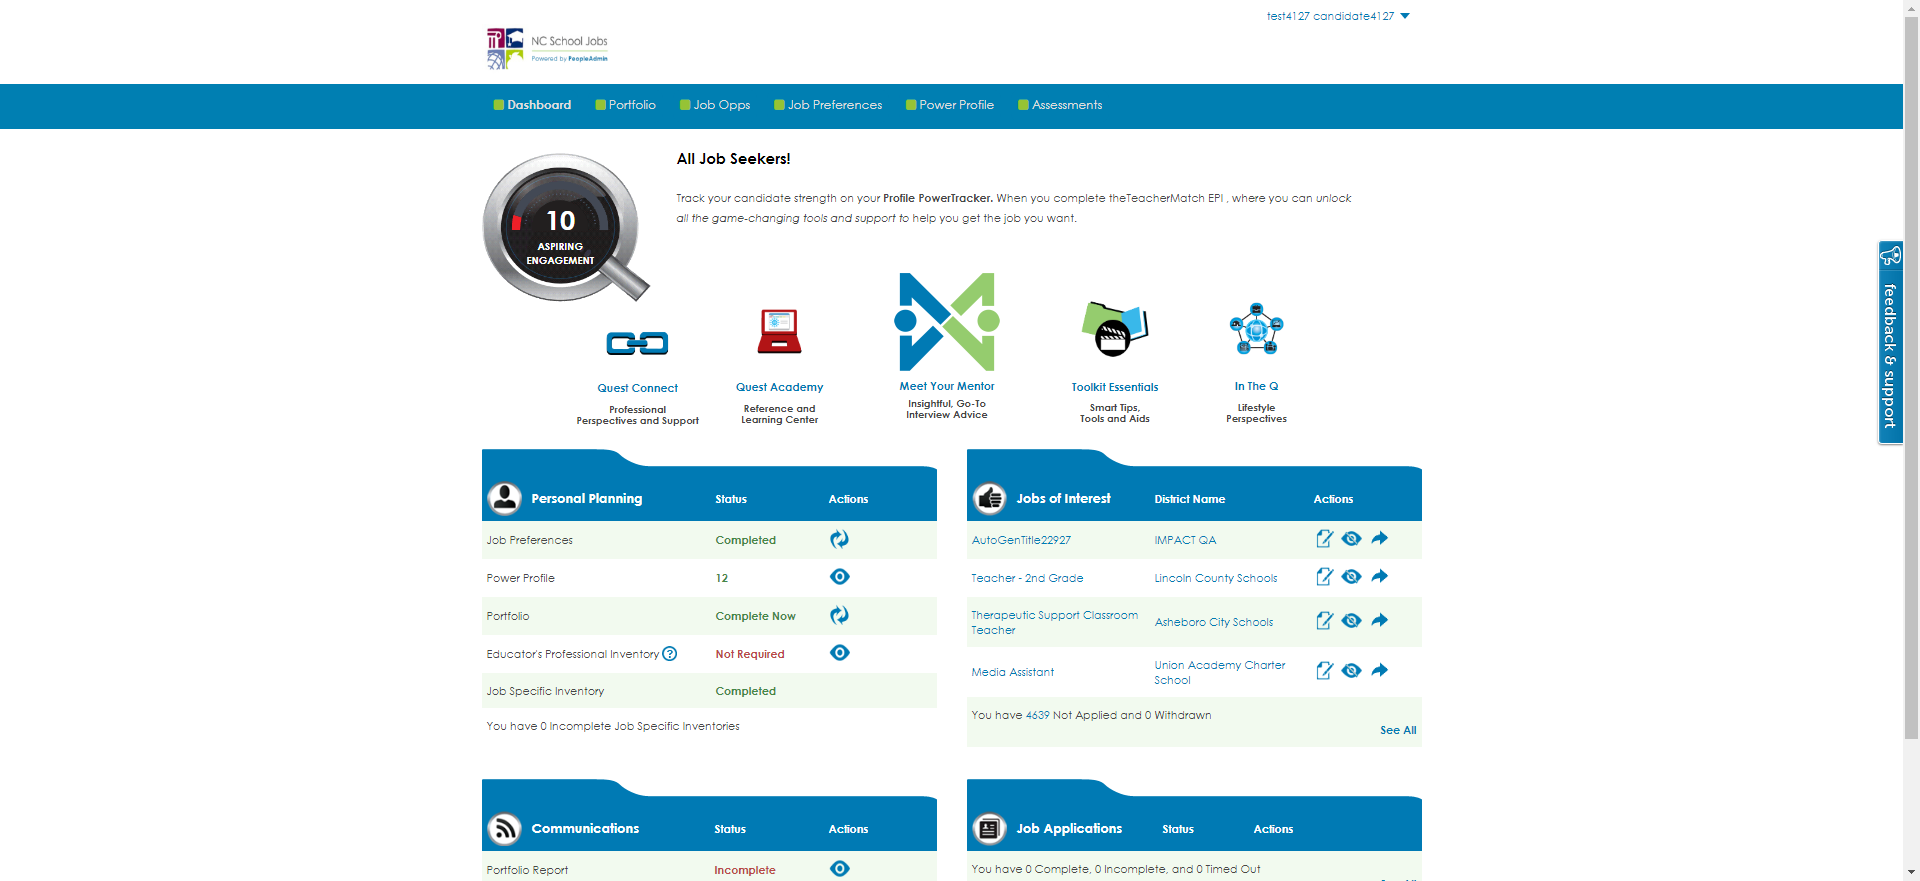 test4127 candidate4127
NC School Jobs
Powered by PeopleAdmin
Dashboard
Portfolio
Job Opps
Job Preferences
Power Profile
Assessments
10
ASPIRING
ENGAGEMENT
All Job Seekers!
Track your candidate strength on your Profile PowerTracker. When you complete theTeacherMatch EPI , where you can unlock
all the game-changing tools and support to help you get the job you want.
Quest Connect
Professional
Perspectives and Support
Quest Academy
Reference and
Learning Center
Meet Your Mentor
Insightful, Go-To
Interview Advice
Toolkit Essentials
Smart Tips,
Tools and Aids
In The Q
Lifestyle
Perspectives
feedback & support
Personal Planning Status Actions
Job Preferences Completed
Power Profile 12
Portfolio Complete Now
Educator's Professional Inventory ? Not Required
Job Specific Inventory Completed
You have 0 Incomplete Job Specific Inventories
Jobs of Interest District Name Actions
AutoGenTitle22927 IMPACT QA
Teacher - 2nd Grade Lincoln County Schools
Therapeutic Support Classroom
Teacher
Asheboro City Schools
Media Assistant
Union Academy Charter
School
You have 4639 Not Applied and 0 Withdrawn
See All
Communications Status Actions
Portfolio Report Incomplete
Job Applications Status Actions
You have 0 Complete, 0 Incomplete, and 0 Timed Out